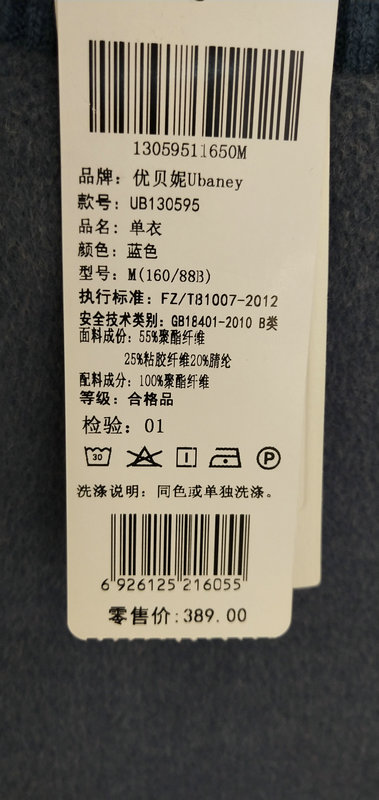 13059511650M
品牌：优贝妮Ubaney
款号：UB130595
品名：单衣
颜色：蓝色
型号：M(160/88B)
执行标准：FZ/T81007-2012
安全技术类别：GB18401-2010 B类
面料成份：55%聚酯纤维
25%粘胶纤维20%腈纶
配料成分：100%聚酯纤维
等级：合格品
检验：01
30 P
洗涤说明：同色或单独洗涤。
6 926125 216055
零售价:389.00